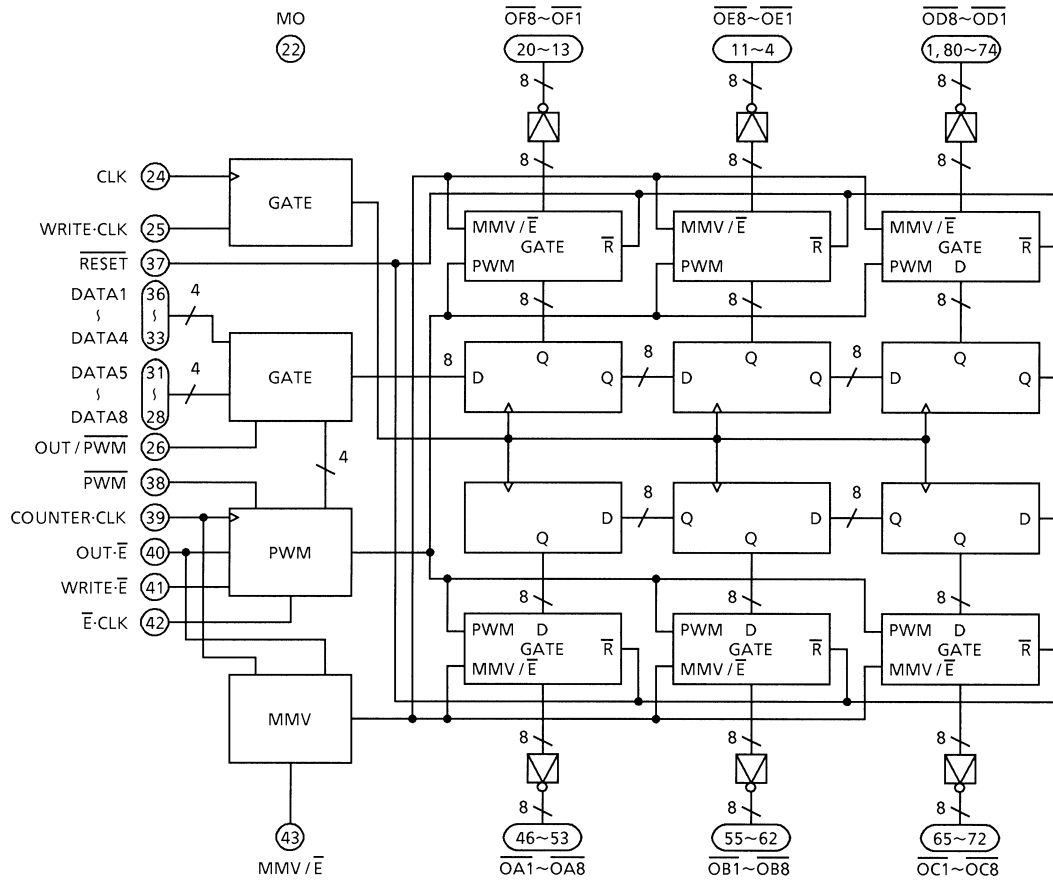 MO
22
OF8~OF1
20~13
8
8
OE8~OE1
11~4
8
8
OD8~OD1
1, 80~74
8
8
CLK 24
WRITE·CLK 25
GATE
RESET 37
DATA1 36
~
DATA4 33
4
DATA5 31
~
DATA8 28
4
GATE
OUT/PWM 26
4
PWM 38
COUNTER·CLK 39
OUT·E 40
WRITE·E 41
E·CLK 42
PWM
MMV
43
MMV/E
MMV/E
GATE R
PWM
8
MMV/E
GATE R
PWM
8
MMV/E
GATE R
PWM D
8
8
D Q Q
8
D Q Q
8
D Q Q
D
Q
8
Q D
Q
8
Q D
Q
8
PWM D
GATE R
MMV/E
8
PWM D
GATE R
MMV/E
8
PWM D
GATE R
MMV/E
8
8
46~53
OA1~OA8
8
8
55~62
OB1~OB8
8
8
65~72
OC1~OC8